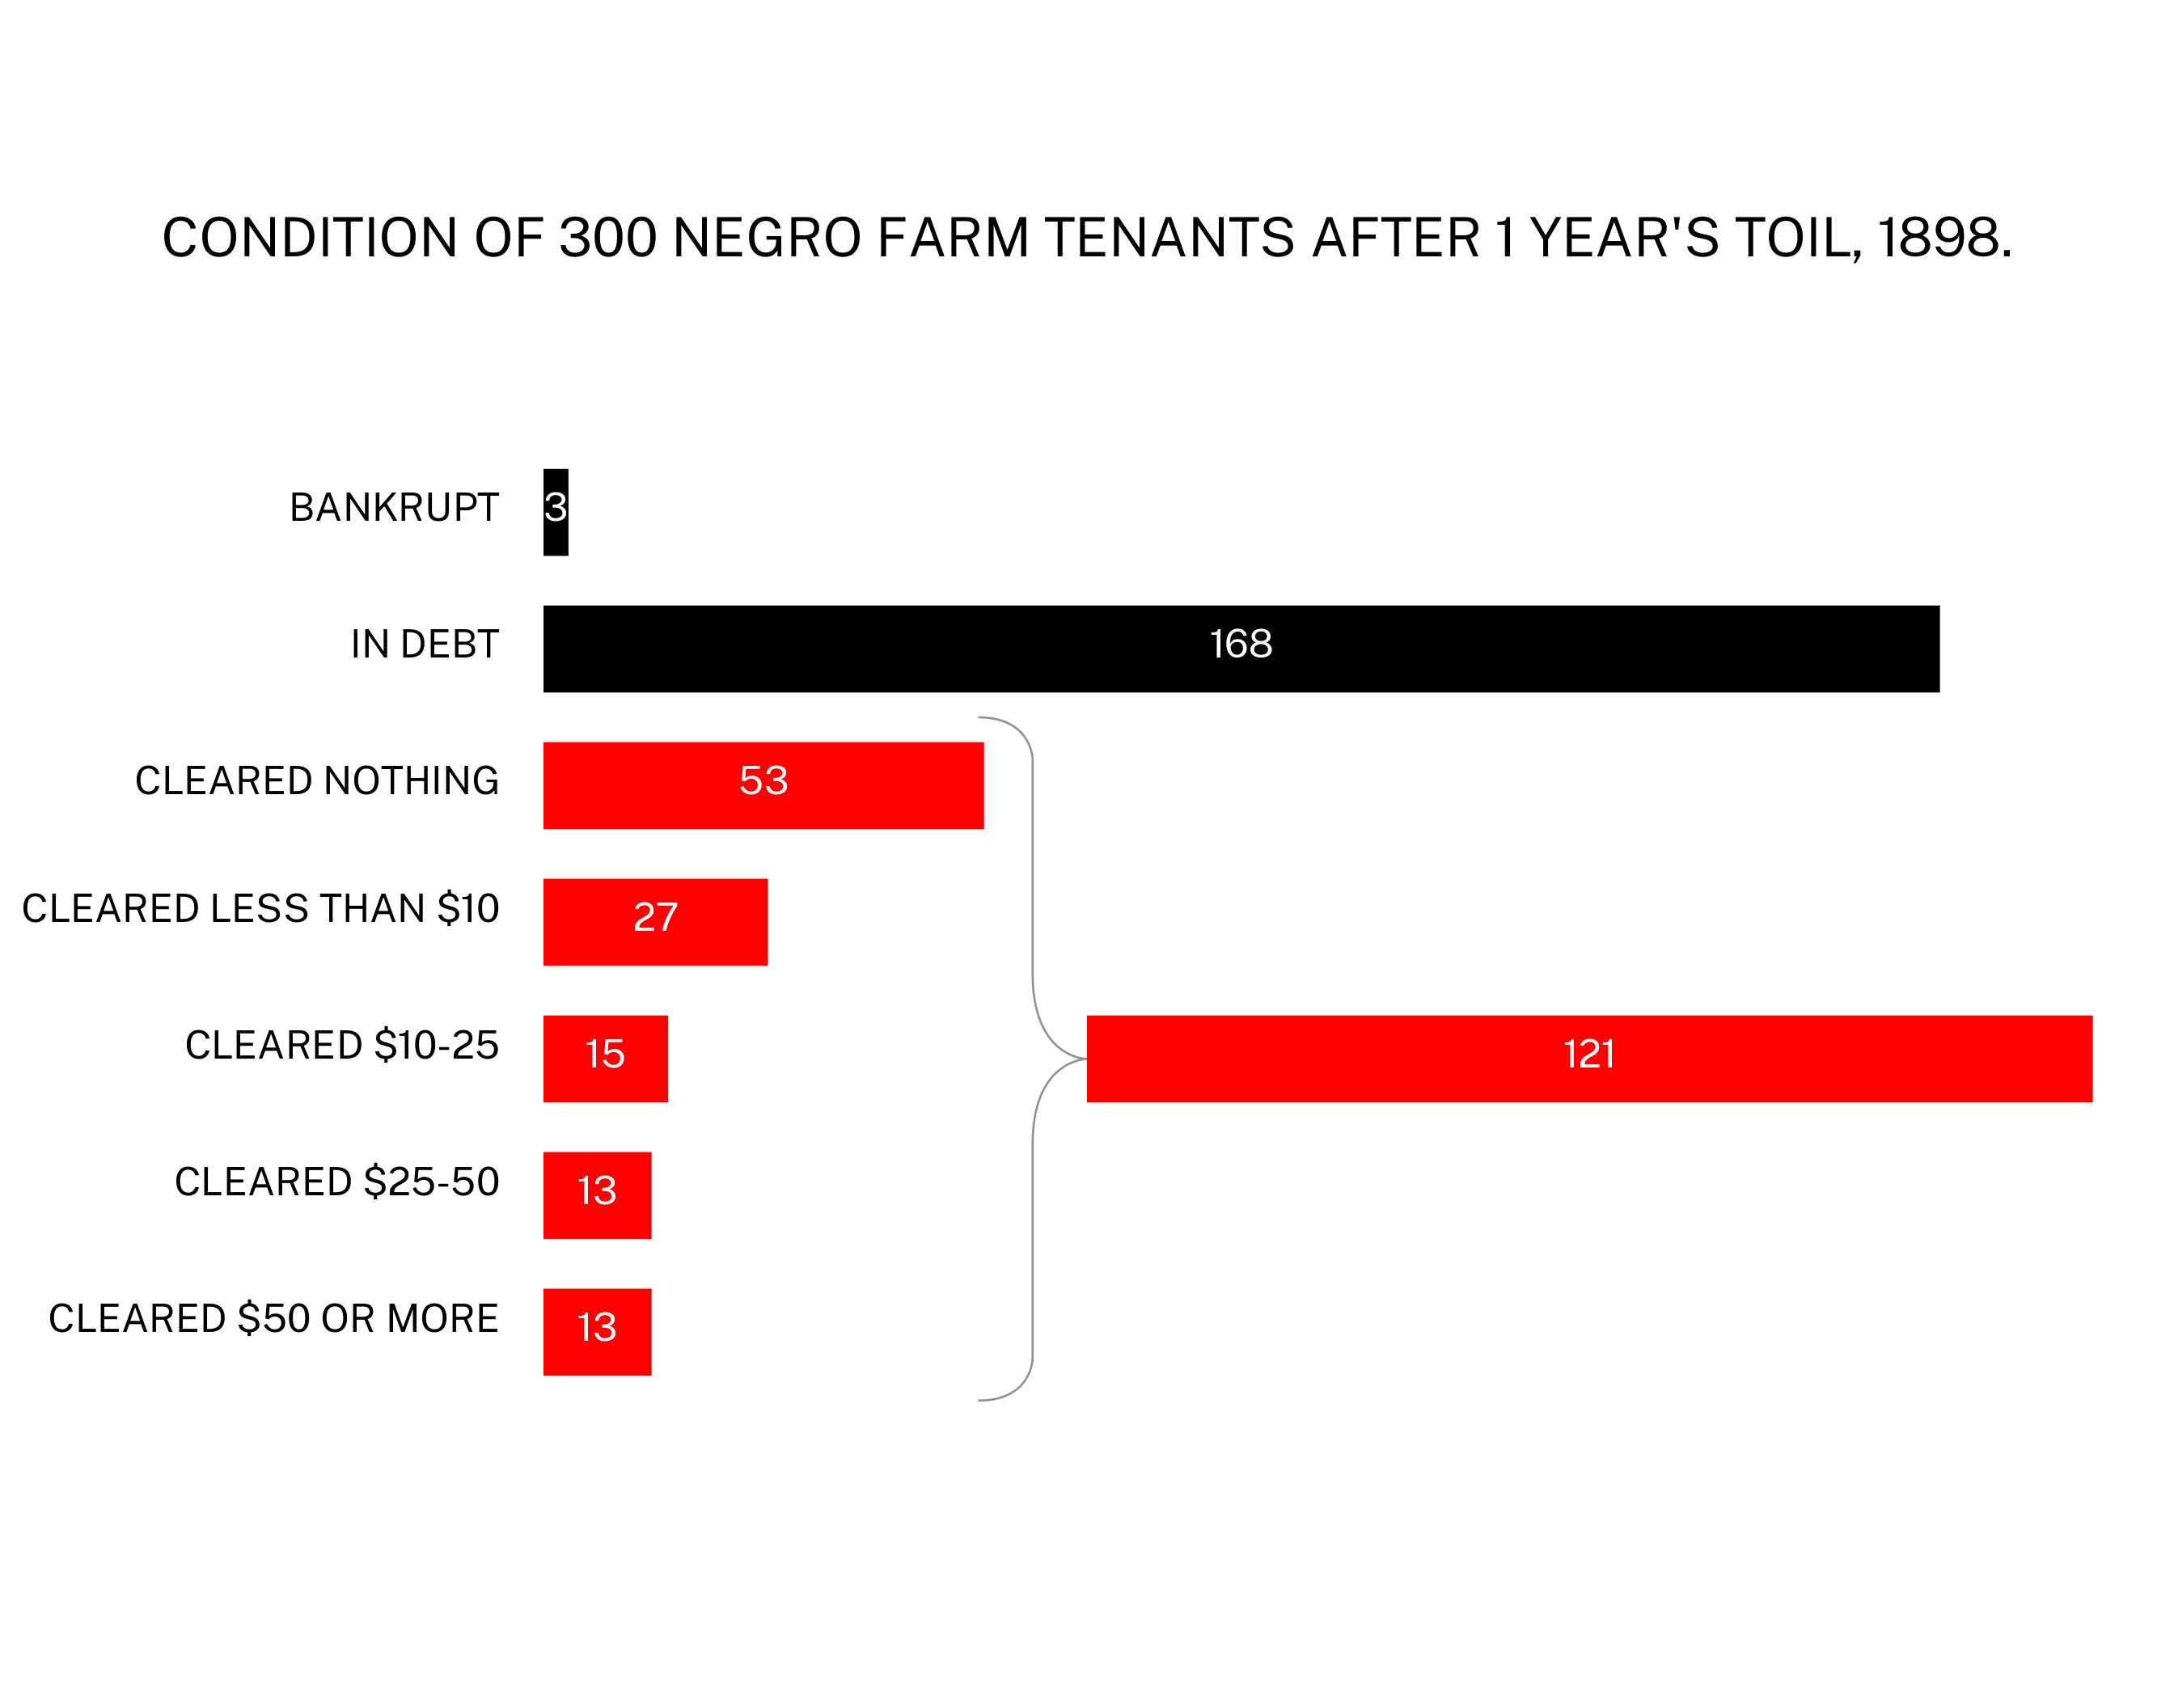 CONDITION OF 300 NEGRO FARM TENANTS AFTER 1 YEAR'S TOIL, 1898.
BANKRUPT 3
IN DEBT 168
CLEARED NOTHING 53
CLEARED LESS THAN $10 27
CLEARED $10-25 15 121
CLEARED $25-50 13
CLEARED $50 OR MORE 13